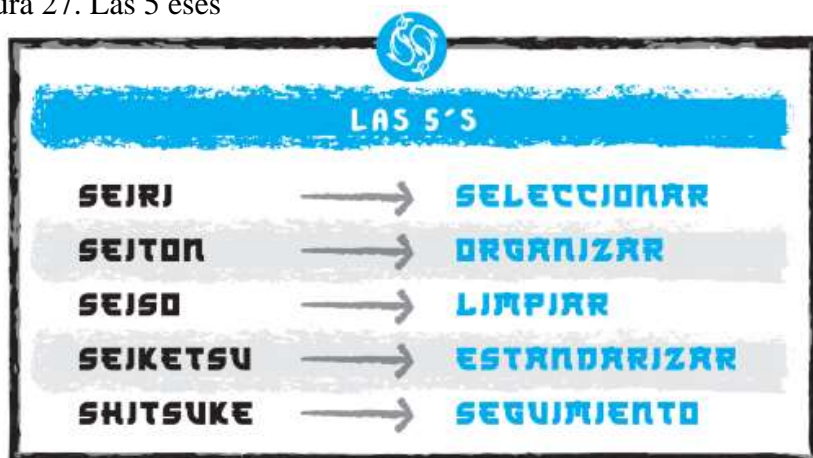 ura 27. Las 5 eses
LAS 5´S
SEIRI → SELECCIONAR
SEITON → ORGANIZAR
SEISO → LIMPIAR
SEIKETSU → ESTANDARIZAR
SHITSUKE → SEGUIMIENTO